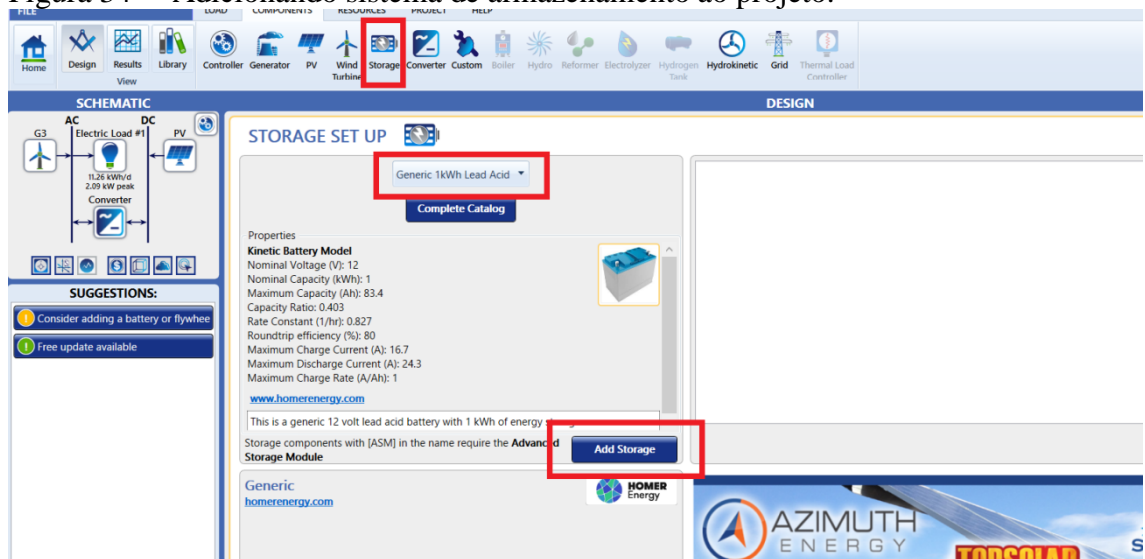 Figura 34 – Adicionando sistema de armazenamento ao projeto.
FILE LOAD COMPONENTS RESOURCES PROJECT HELP
Home Design Results Library Controller Generator PV Wind Turbine Storage Converter Custom Boiler Hydro Reformer Electrolyzer Hydrogen Tank Hydrokinetic Grid Thermal Load Controller
View
SCHEMATIC
DESIGN
AC DC
G3 Electric Load #1 PV
11.26 kWh/d
2.09 kW peak
Converter
SUGGESTIONS:
Consider adding a battery or flywhee
Free update available
STORAGE SET UP
Generic 1kWh Lead Acid
Complete Catalog
Properties
Kinetic Battery Model
Nominal Voltage (V): 12
Nominal Capacity (kWh): 1
Maximum Capacity (Ah): 83.4
Capacity Ratio: 0.403
Rate Constant (1/hr): 0.827
Roundtrip efficiency (%): 80
Maximum Charge Current (A): 16.7
Maximum Discharge Current (A): 24.3
Maximum Charge Rate (A/Ah): 1
www.homerenergy.com
This is a generic 12 volt lead acid battery with 1 kWh of energy
Storage components with [ASM] in the name require the Advanced
Storage Module
Add Storage
Generic
homerenergy.com
HOMER
Energy
AZIMUTH
ENERGY
TOPSOLAR